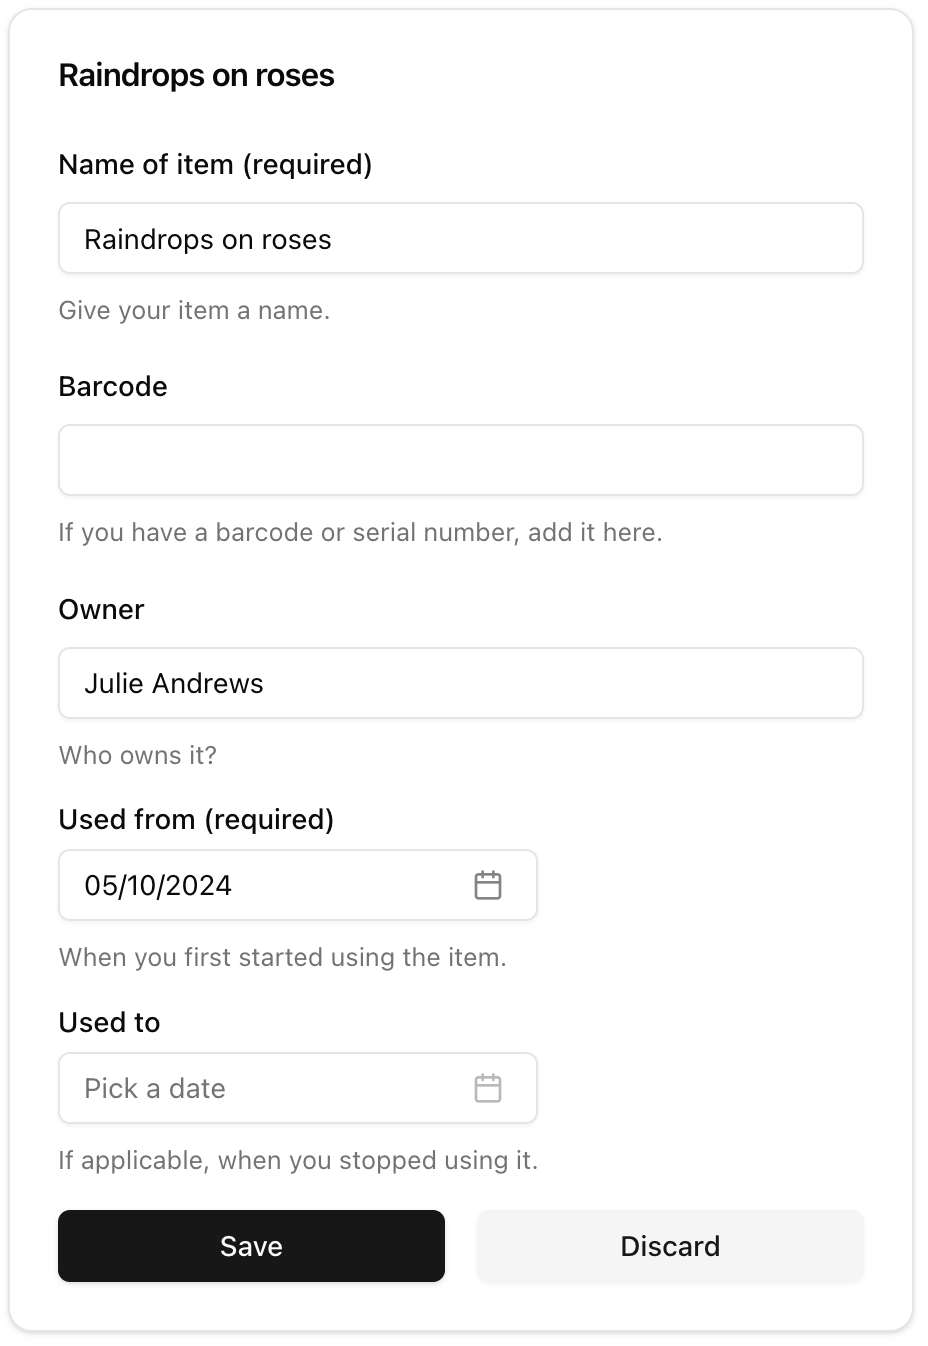 Raindrops on roses
Name of item (required)
Raindrops on roses
Give your item a name.
Barcode
If you have a barcode or serial number, add it here.
Owner
Julie Andrews
Who owns it?
Used from (required)
05/10/2024
When you first started using the item.
Used to
Pick a date
If applicable, when you stopped using it.
Save
Discard